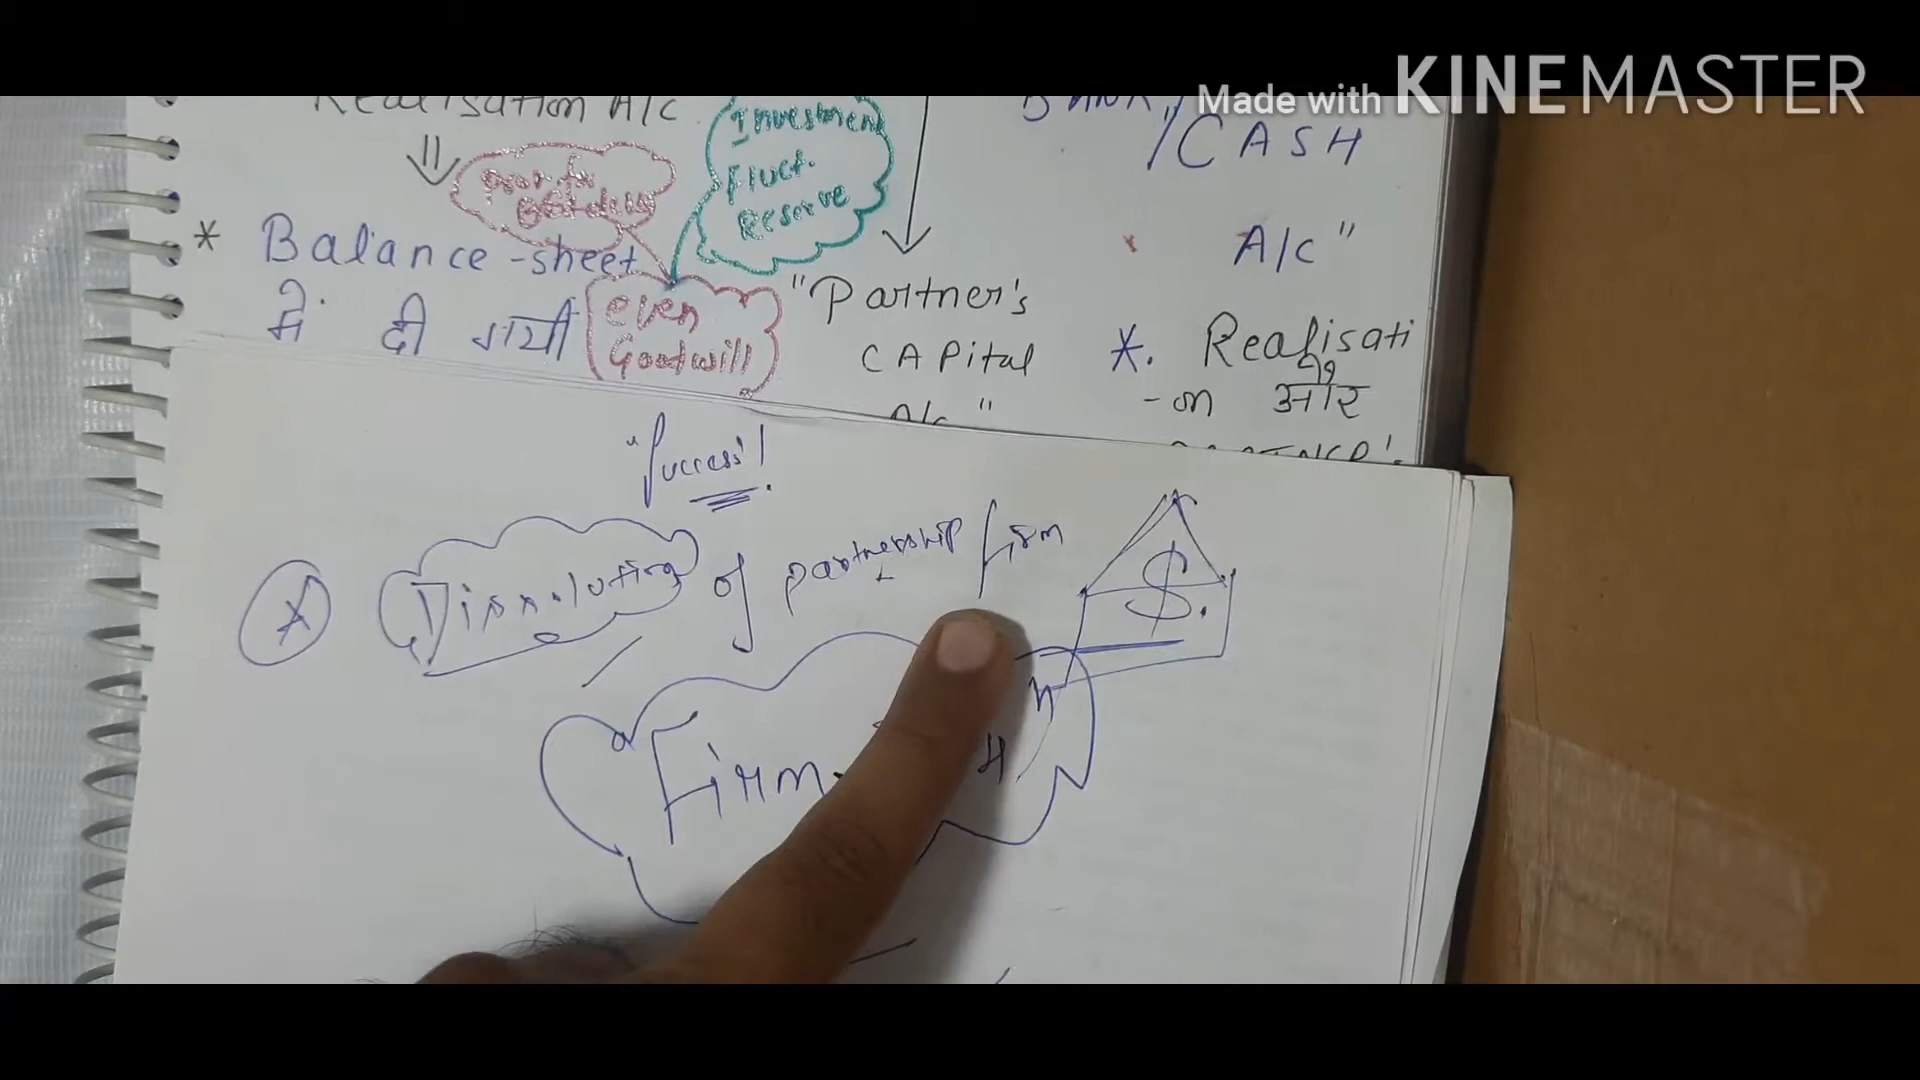 Made with KINEMASTER
Realisation A/c
Investment
Fluct.
Reserve
/CASH
A/c"
* Balance-sheet
में दी गयी
even
Goodwill
"Partner's
CAPital
A/c"
*. Realisati
-on और
"Success"!
Dissolution of partnership firm
$.
Firm